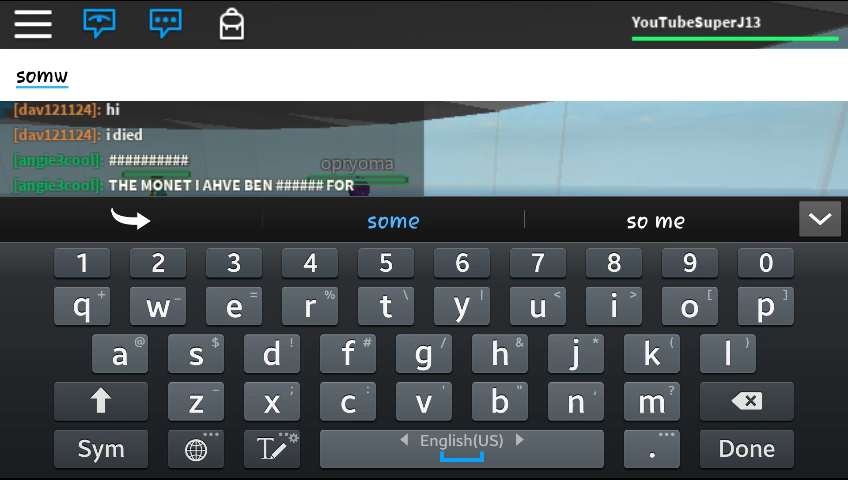 YouTubeSuperJ13
somw
[dav121124]: hi
[dav121124]: i died
[angie3cool]: ##########
opryoma
[angie3cool]: THE MONET I AHVE BEN ###### FOR
some
so me
1 2 3 4 5 6 7 8 9 0
q + w _ e = r % t \ y | u < i > o [ p ]
a @ s $ d ! f # g / h & j * k ( l )
z - x ; c : v ' b " n , m ?
Sym T English(US) . Done